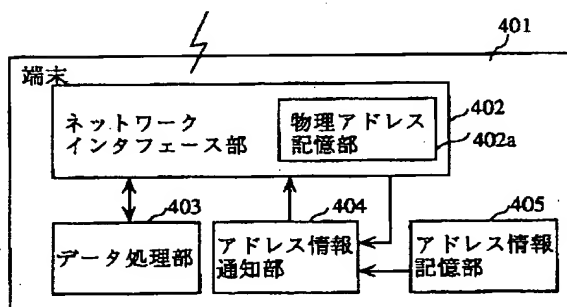 401
端末
ネットワーク
インタフェース部
物理アドレス
記憶部
402
402a
403
データ処理部
404
アドレス情報
通知部
405
アドレス情報
記憶部